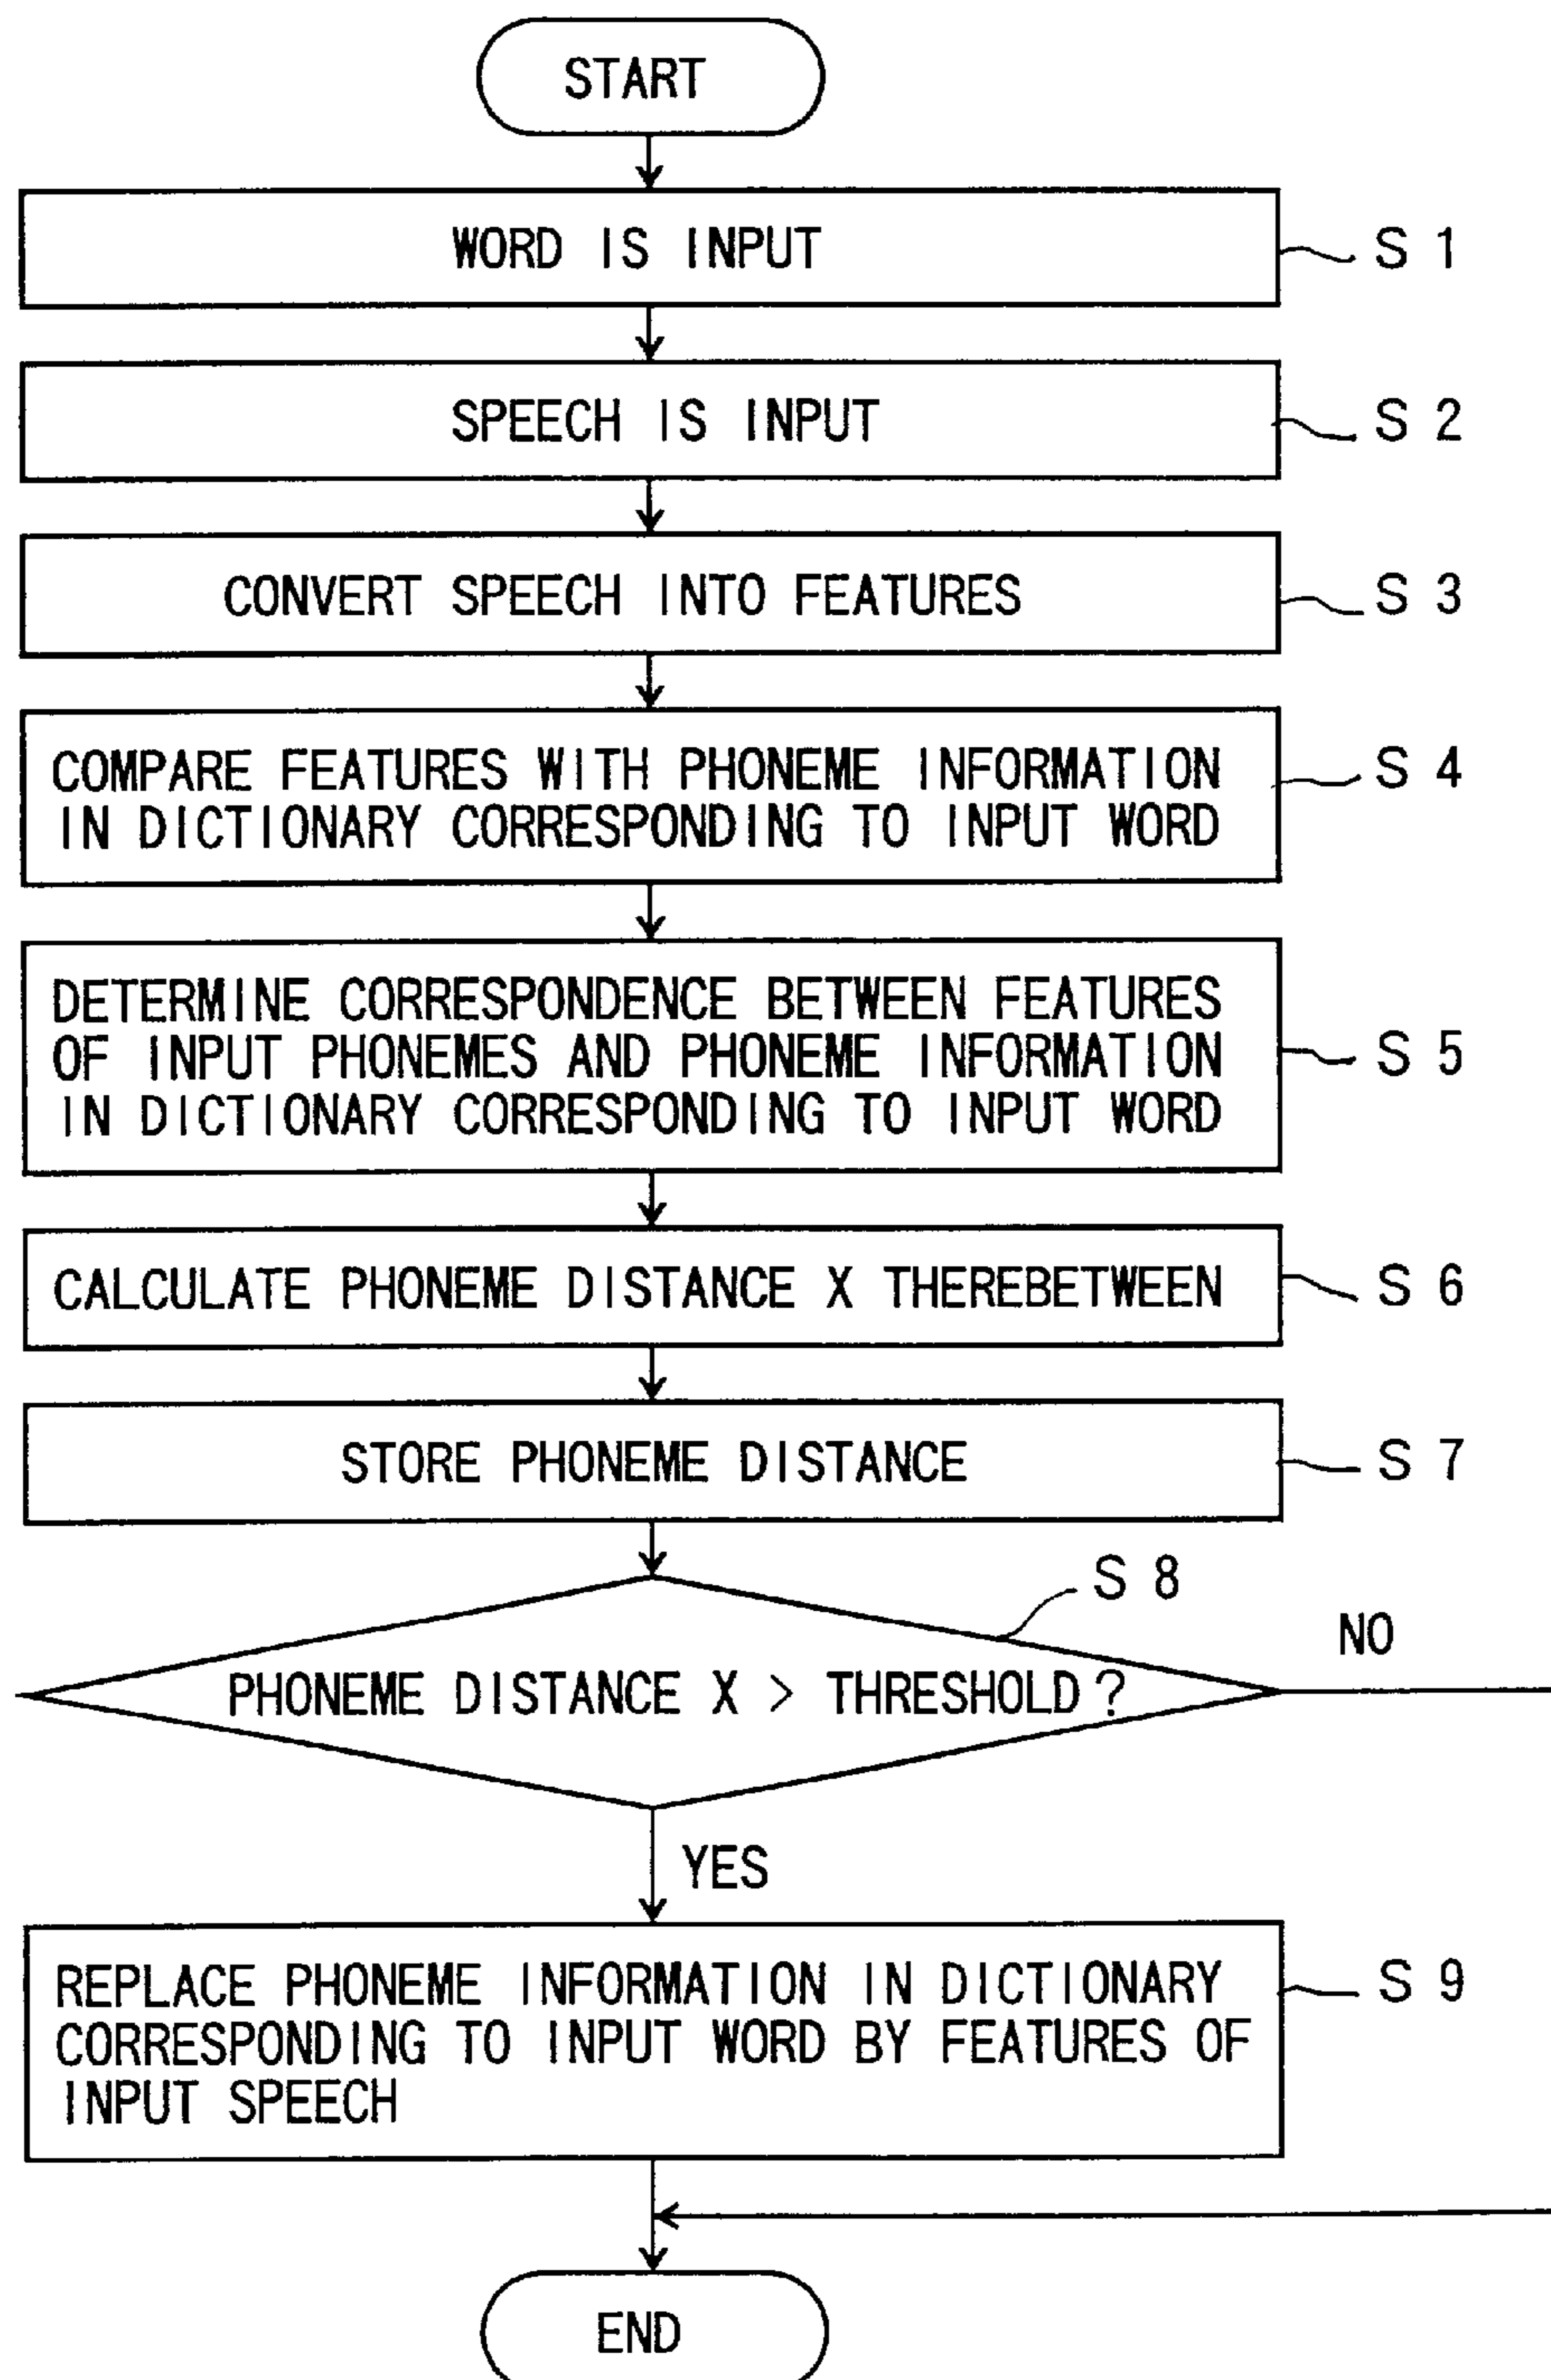 START
WORD IS INPUT
S 1
SPEECH IS INPUT
S 2
CONVERT SPEECH INTO FEATURES
S 3
COMPARE FEATURES WITH PHONEME INFORMATION
IN DICTIONARY CORRESPONDING TO INPUT WORD
S 4
DETERMINE CORRESPONDENCE BETWEEN FEATURES
OF INPUT PHONEMES AND PHONEME INFORMATION
IN DICTIONARY CORRESPONDING TO INPUT WORD
S 5
CALCULATE PHONEME DISTANCE X THEREBETWEEN
S 6
STORE PHONEME DISTANCE
S 7
S 8
NO
PHONEME DISTANCE X > THRESHOLD?
YES
REPLACE PHONEME INFORMATION IN DICTIONARY
CORRESPONDING TO INPUT WORD BY FEATURES OF
INPUT SPEECH
S 9
END